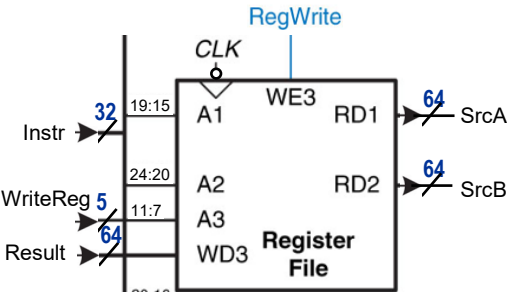 RegWrite
CLK
32 19:15 A1 WE3 RD1 64 SrcA
Instr
24:20 A2 RD2 64 SrcB
WriteReg 5 11:7 A3
Result 64 WD3 Register
File